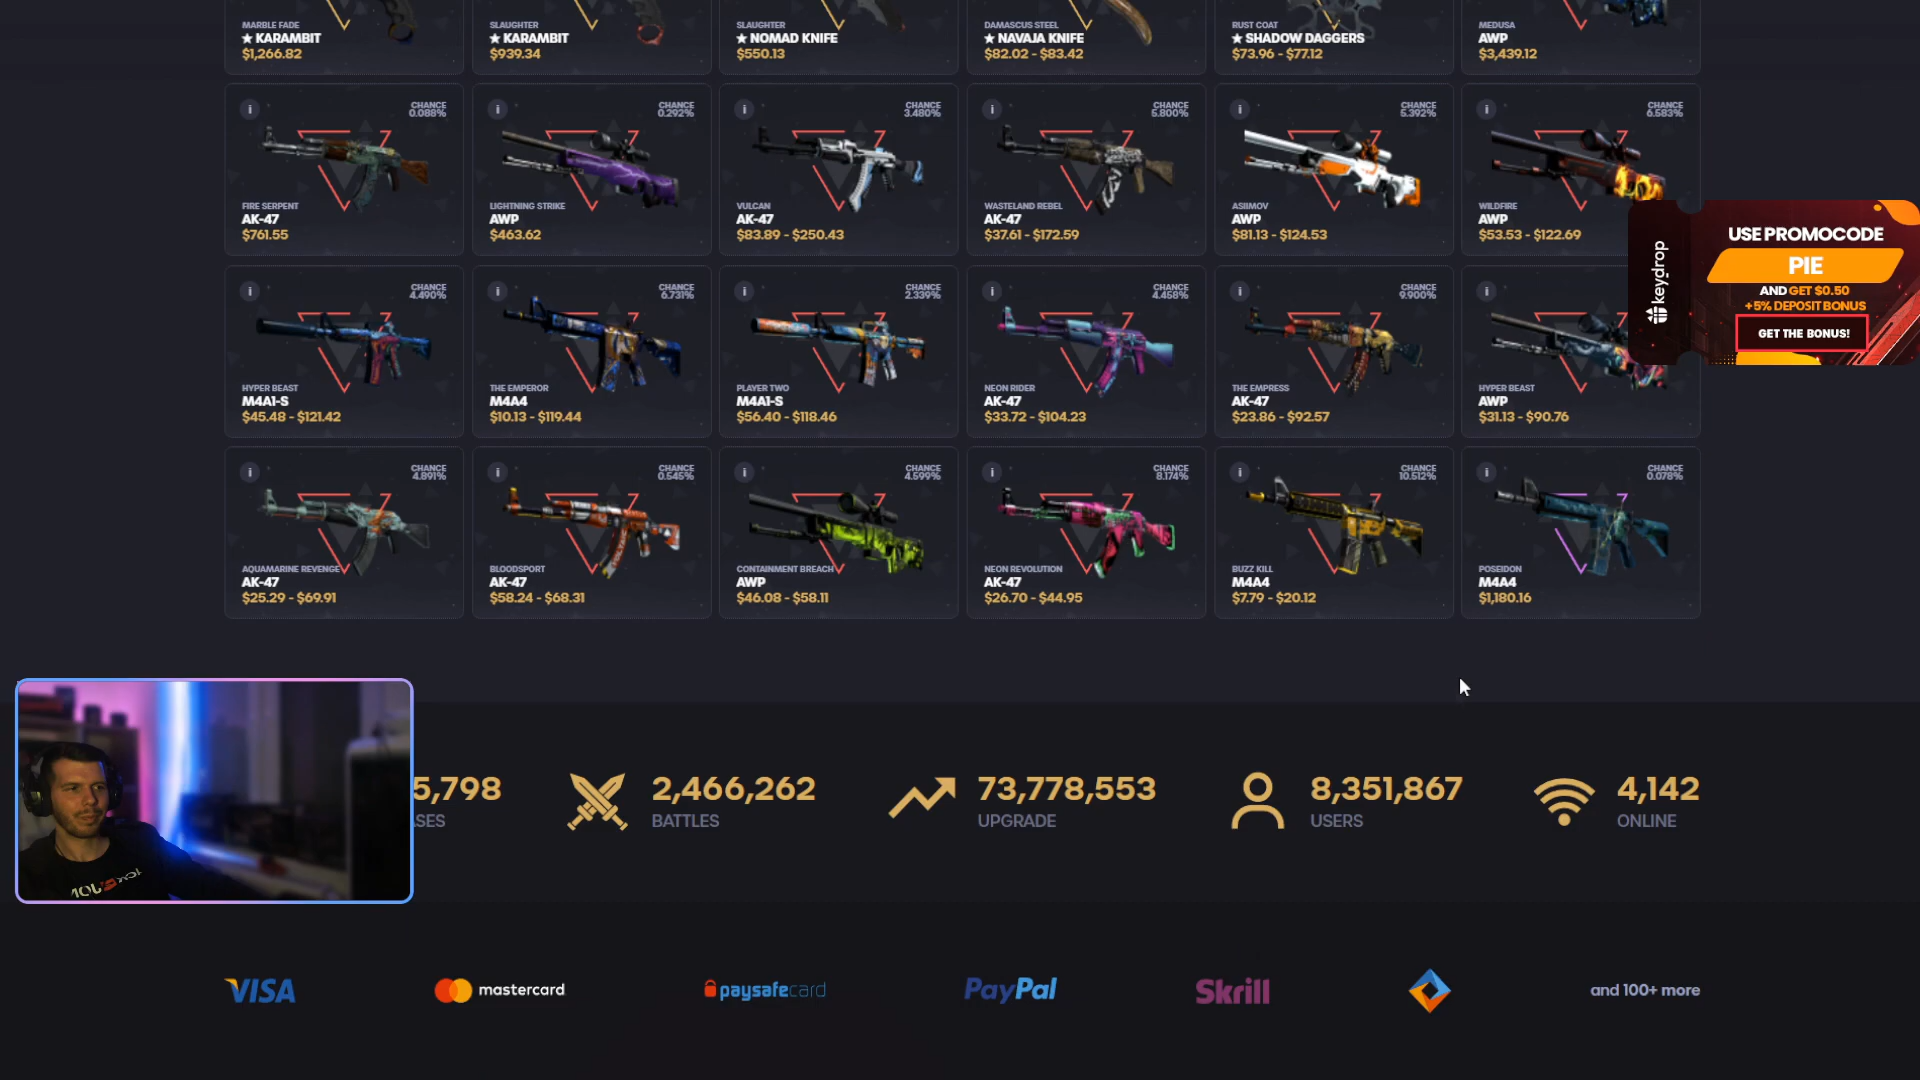 MARBLE FADE
★ KARAMBIT
$1,266.82
SLAUGHTER
★ KARAMBIT
$939.34
SLAUGHTER
★ NOMAD KNIFE
$550.13
DAMASCUS STEEL
★ NAVAJA KNIFE
$82.02 - $83.42
RUST COAT
★ SHADOW DAGGERS
$73.96 - $77.12
MEDUSA
AWP
$3,439.12
i
CHANCE
0.088%
FIRE SERPENT
AK-47
$761.55
i
CHANCE
0.292%
LIGHTNING STRIKE
AWP
$463.62
i
CHANCE
3.480%
VULCAN
AK-47
$83.89 - $250.43
i
CHANCE
5.800%
WASTELAND REBEL
AK-47
$37.61 - $172.59
i
CHANCE
5.392%
ASIIMOV
AWP
$81.13 - $124.53
i
CHANCE
6.583%
WILDFIRE
AWP
$53.53 - $122.69
keydrop
USE PROMOCODE
PIE
AND GET $0.50
+5% DEPOSIT BONUS
GET THE BONUS!
i
CHANCE
4.490%
HYPER BEAST
M4A1-S
$45.48 - $121.42
i
CHANCE
6.731%
THE EMPEROR
M4A4
$10.13 - $119.44
i
CHANCE
2.339%
PLAYER TWO
M4A1-S
$56.40 - $118.46
i
CHANCE
4.458%
NEON RIDER
AK-47
$33.72 - $104.23
i
CHANCE
9.900%
THE EMPRESS
AK-47
$23.86 - $92.57
i
HYPER BEAST
AWP
$31.13 - $90.76
i
CHANCE
4.891%
AQUAMARINE REVENGE
AK-47
$25.29 - $69.91
i
CHANCE
0.545%
BLOODSPORT
AK-47
$58.24 - $68.31
i
CHANCE
4.599%
CONTAINMENT BREACH
AWP
$46.08 - $58.11
i
CHANCE
8.174%
NEON REVOLUTION
AK-47
$26.70 - $44.95
i
CHANCE
10.512%
BUZZ KILL
M4A4
$7.79 - $20.12
i
CHANCE
0.078%
POSEIDON
M4A4
$1,180.16
5,798
ASES
2,466,262
BATTLES
73,778,553
UPGRADE
8,351,867
USERS
4,142
ONLINE
VISA
mastercard
paysafecard
PayPal
Skrill
and 100+ more